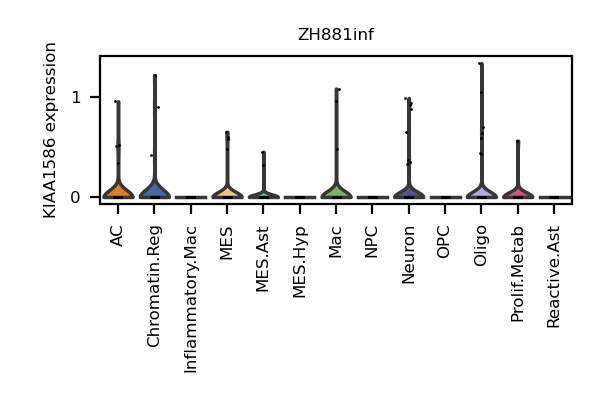 ZH881inf
KIAA1586 expression
1
0
AC
Chromatin.Reg
Inflammatory.Mac
MES
MES.Ast
MES.Hyp
Mac
NPC
Neuron
OPC
Oligo
Prolif.Metab
Reactive.Ast